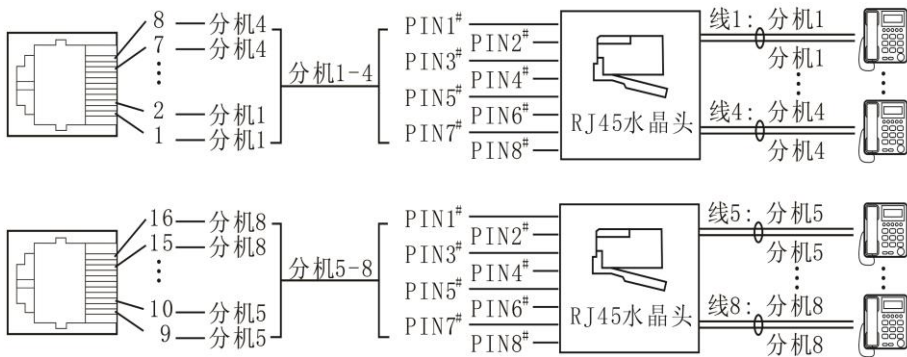 8 分机4
7 分机4
2 分机1
1 分机1
分机1-4
PIN1#
PIN2#
PIN3#
PIN4#
PIN5#
PIN6#
PIN7#
PIN8#
RJ45水晶头
线1: 分机1
分机1
线4: 分机4
分机4
16 分机8
15 分机8
10 分机5
9 分机5
分机5-8
PIN1#
PIN2#
PIN3#
PIN4#
PIN5#
PIN6#
PIN7#
PIN8#
RJ45水晶头
线5: 分机5
分机5
线8: 分机8
分机8